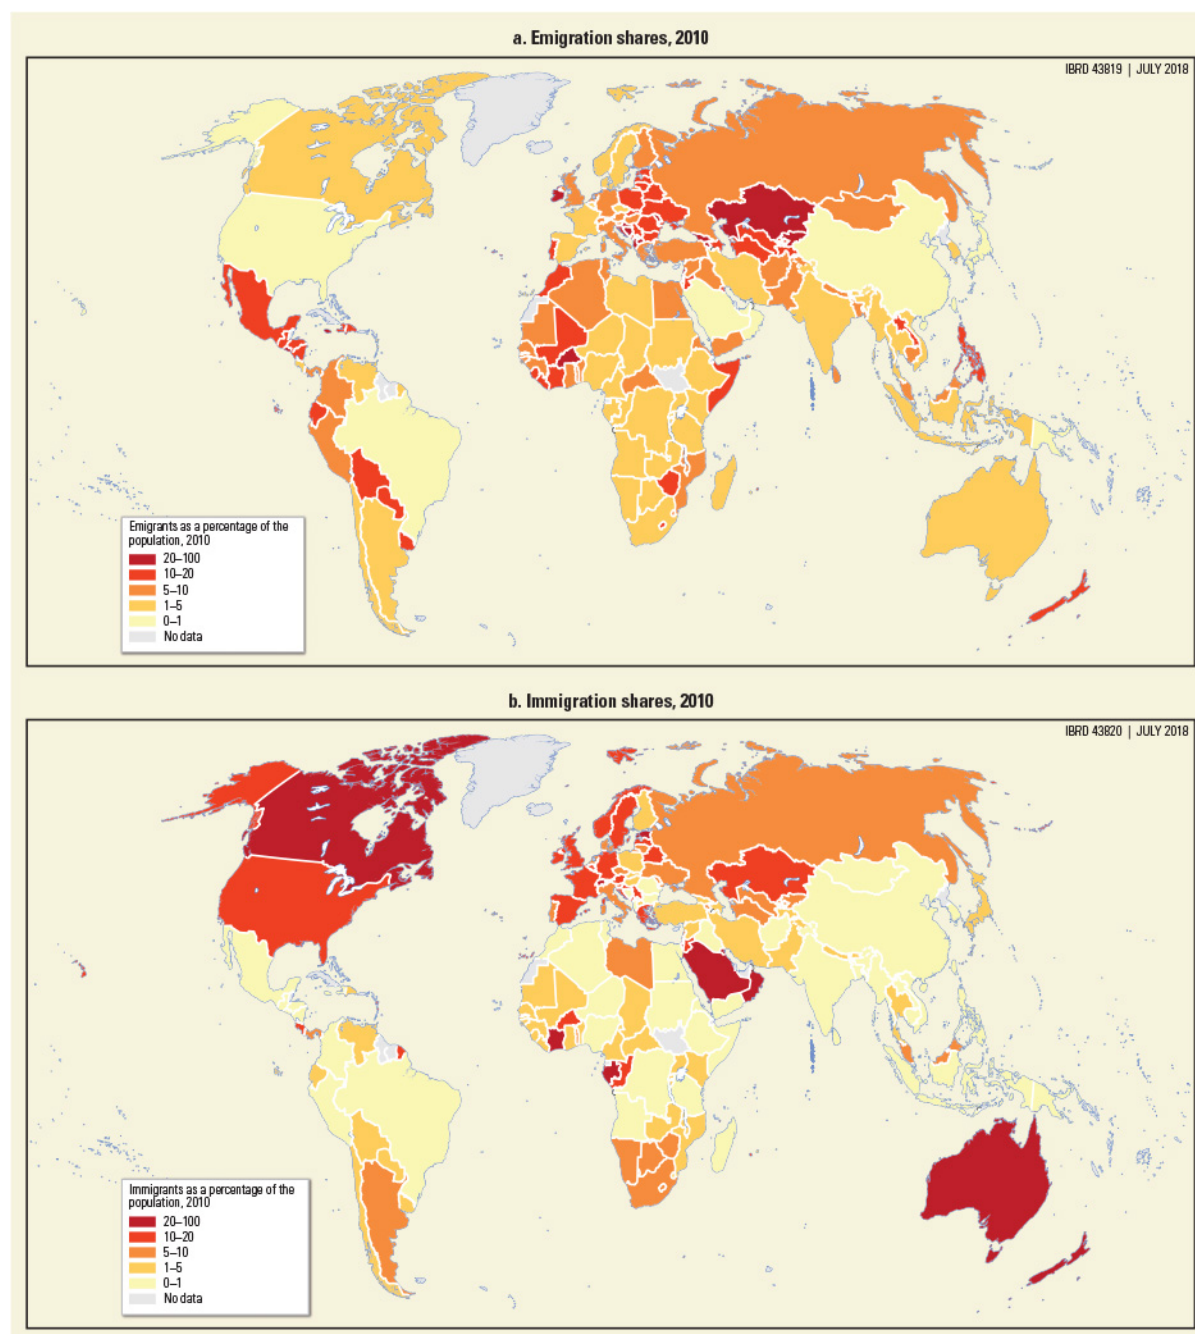 a. Emigration shares, 2010
IBRD 43819 | JULY 2018
Emigrants as a percentage of the
population, 2010
20–100
10–20
5–10
1–5
0–1
No data
b. Immigration shares, 2010
IBRD 43820 | JULY 2018
Immigrants as a percentage of the
population, 2010
20–100
10–20
5–10
1–5
0–1
No data